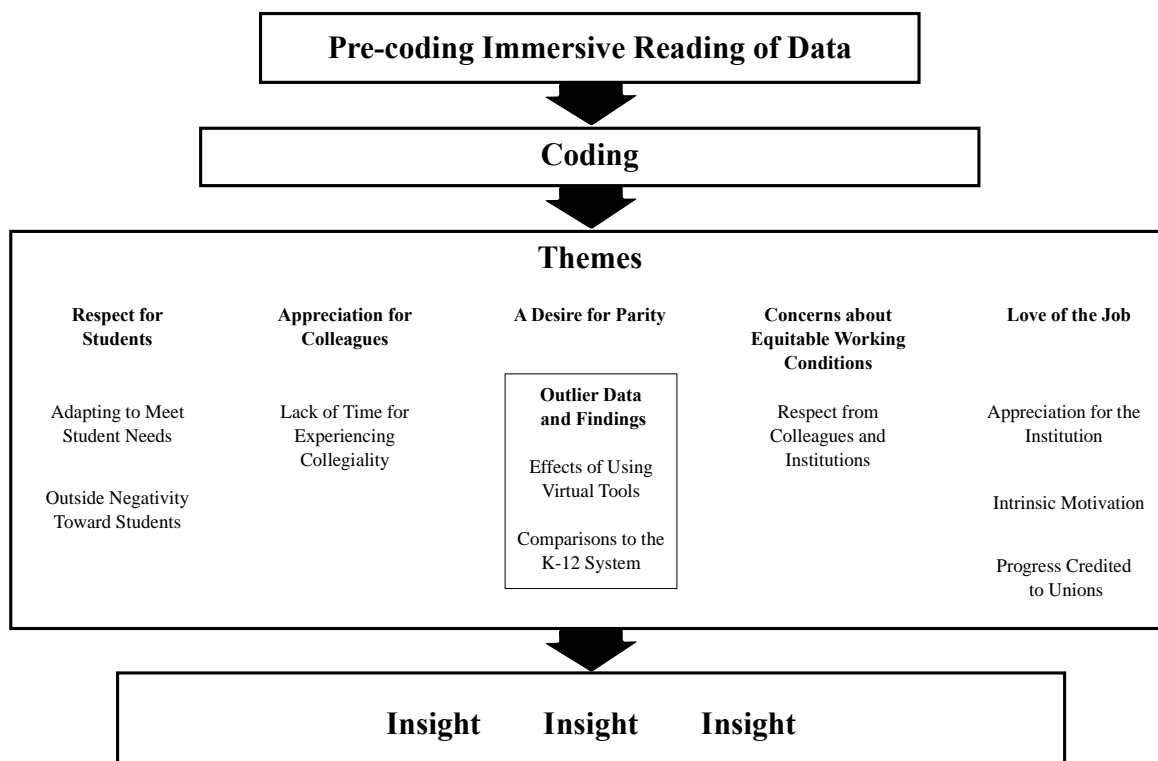 Pre-coding Immersive Reading of Data
Coding
Themes
Respect for
Students
Adapting to Meet
Student Needs
Outside Negativity
Toward Students
Appreciation for
Colleagues
Lack of Time for
Experiencing
Collegiality
A Desire for Parity
Outlier Data
and Findings
Effects of Using
Virtual Tools
Comparisons to the
K-12 System
Concerns about
Equitable Working
Conditions
Respect from
Colleagues and
Institutions
Love of the Job
Appreciation for the
Institution
Intrinsic Motivation
Progress Credited
to Unions
Insight Insight Insight